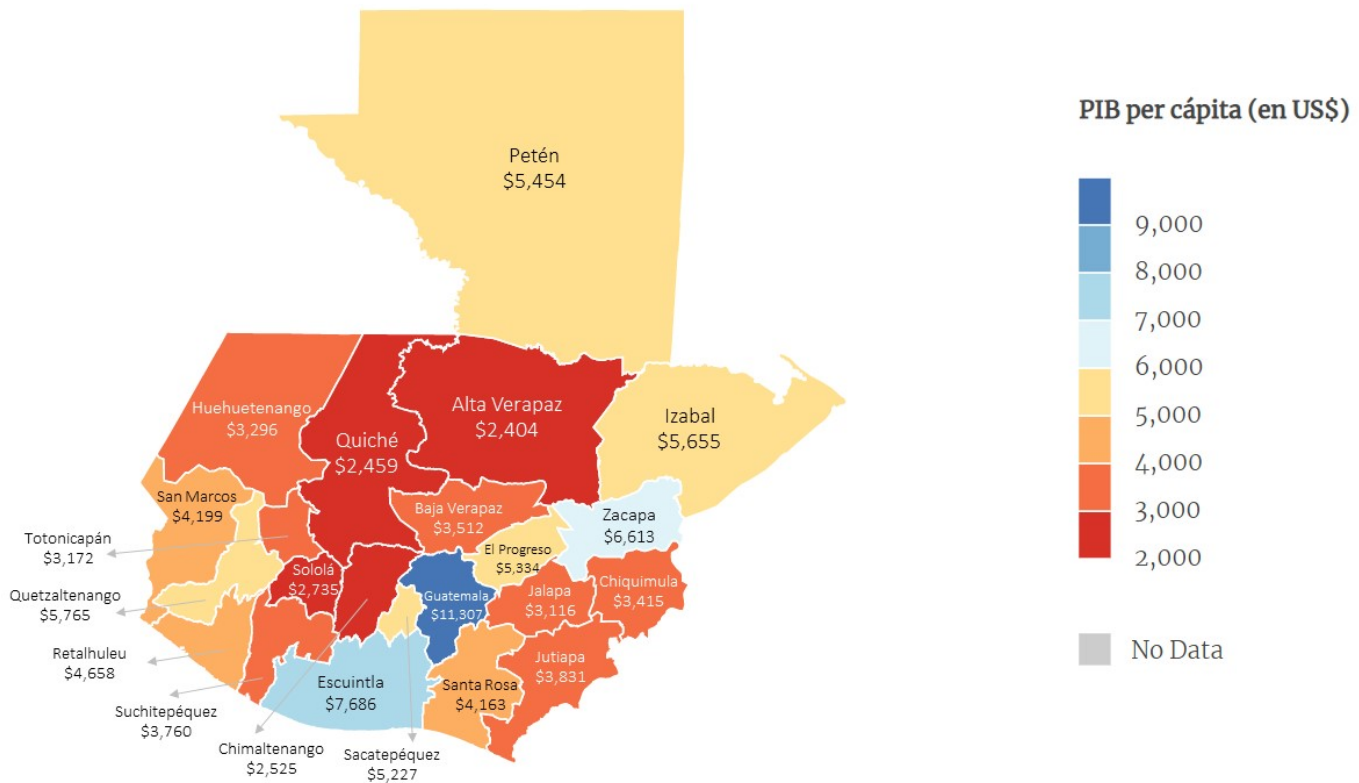 PIB per cápita (en US$)
9,000
8,000
7,000
6,000
5,000
4,000
3,000
2,000
No Data
Petén
$5,454
Huehuetenango
$3,296
Quiché
$2,459
Alta Verapaz
$2,404
Izabal
$5,655
San Marcos
$4,199
Baja Verapaz
$3,512
Zacapa
$6,613
Totonicapán
$3,172
El Progreso
$5,334
Sololá
$2,735
Guatemala
$11,307
Jalapa
$3,116
Chiquimula
$3,415
Quetzaltenango
$5,765
Retalhuleu
$4,658
Jutiapa
$3,831
Escuintla
$7,686
Santa Rosa
$4,163
Suchitepéquez
$3,760
Chimaltenango
$2,525
Sacatepéquez
$5,227